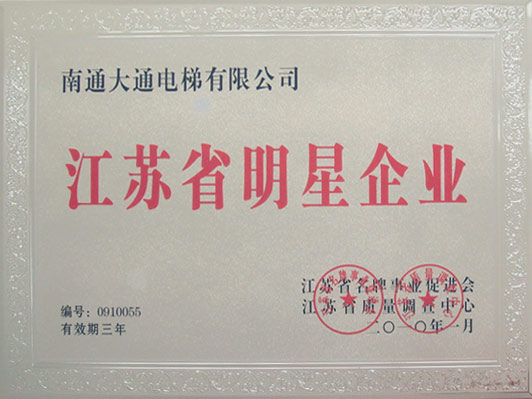 南通大通电梯有限公司
江苏省明星企业
江苏省名牌事业促进会
江苏省质量调查中心
编号：0910055
二〇一〇年一月
有效期三年